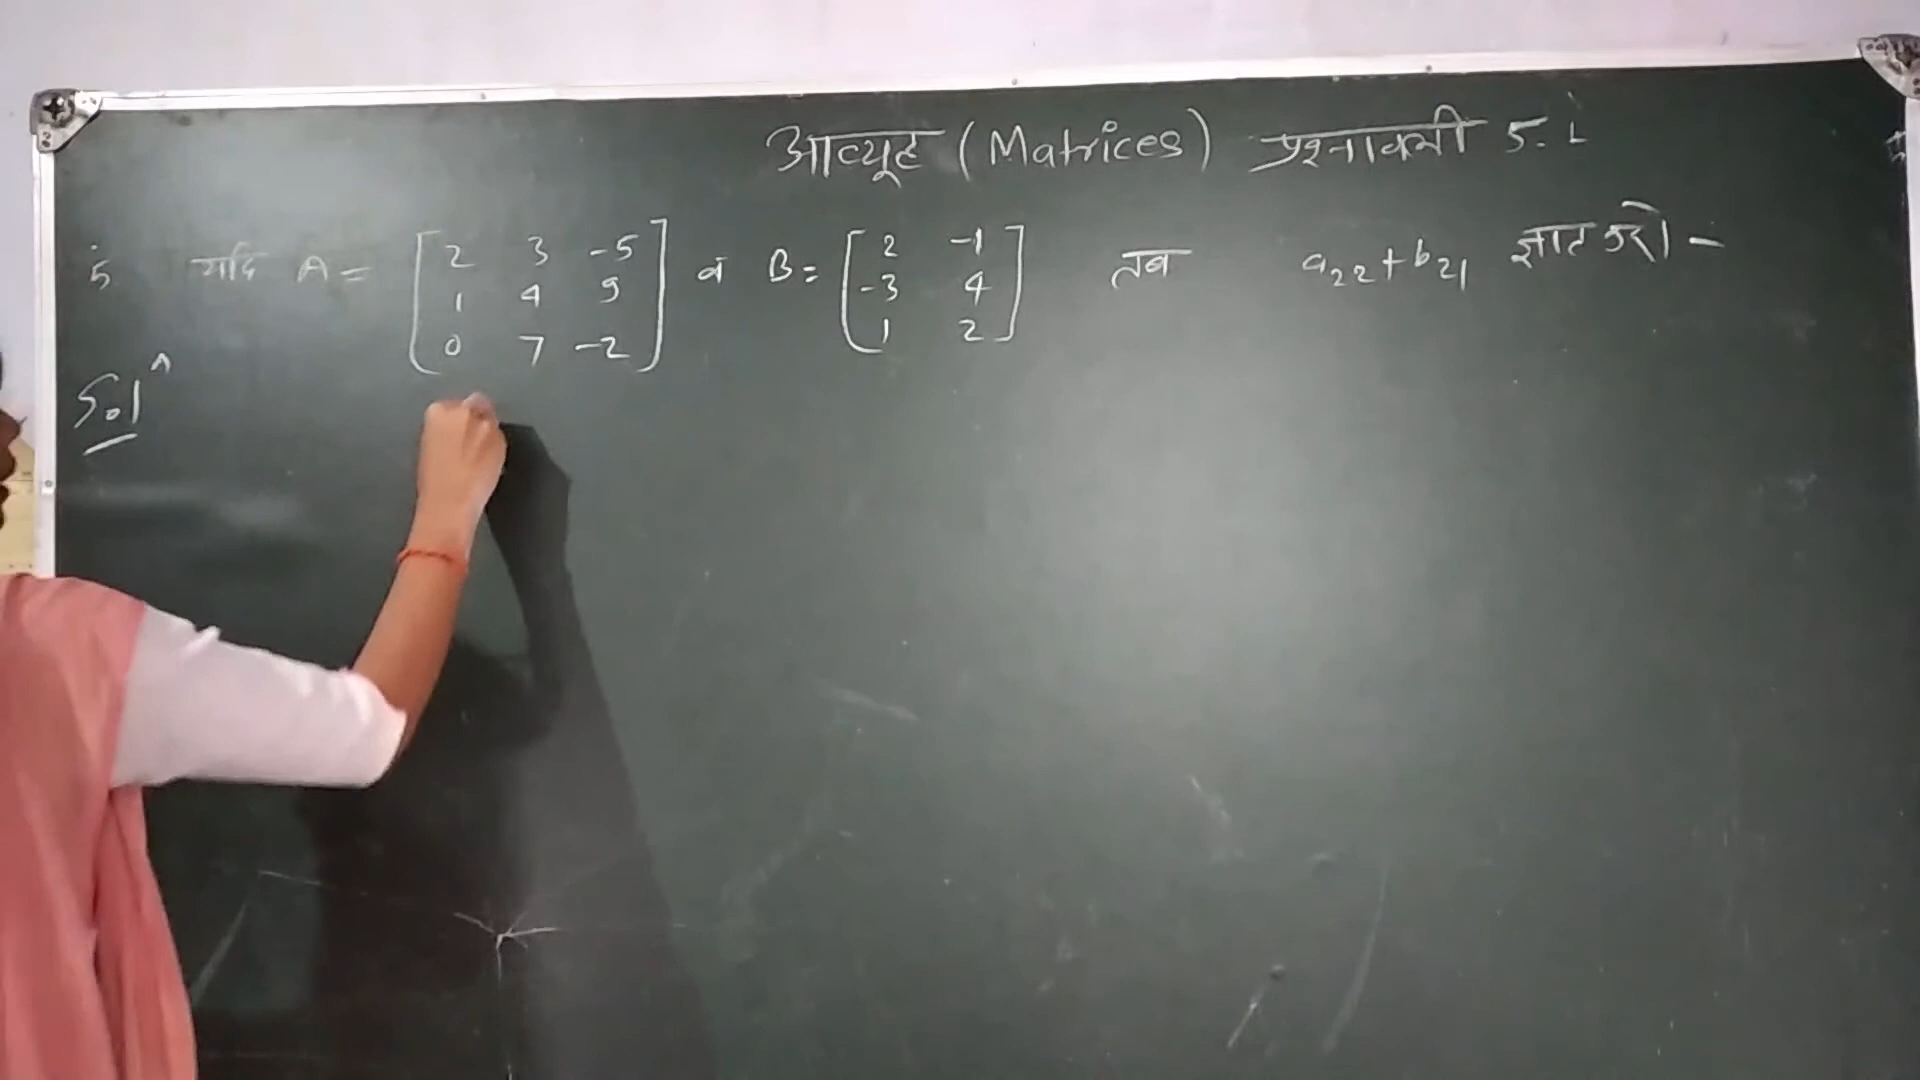 आव्यूह (Matrices) प्रश्नावली 5.1
5 यदि A = [2 3 -5 व B = [2 -1 तब a22 + b21 ज्ञात करो -
1 4 9 -3 4
0 7 -2] 1 2]
Sol^n